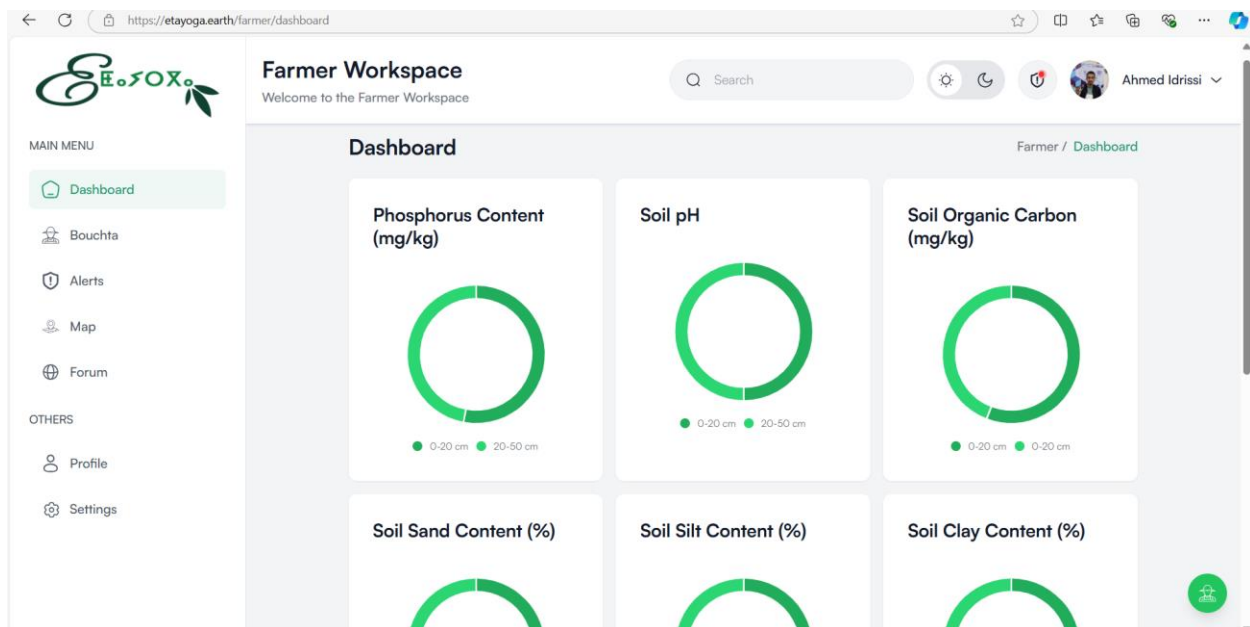 https://etayoga.earth/farmer/dashboard
Farmer Workspace
Welcome to the Farmer Workspace
Search
Ahmed Idrissi
MAIN MENU
Dashboard
Bouchta
Alerts
Map
Forum
OTHERS
Profile
Settings
Dashboard
Farmer / Dashboard
Phosphorus Content
(mg/kg)
0-20 cm 20-50 cm
Soil pH
0-20 cm 20-50 cm
Soil Organic Carbon
(mg/kg)
0-20 cm 0-20 cm
Soil Sand Content (%)
Soil Silt Content (%)
Soil Clay Content (%)